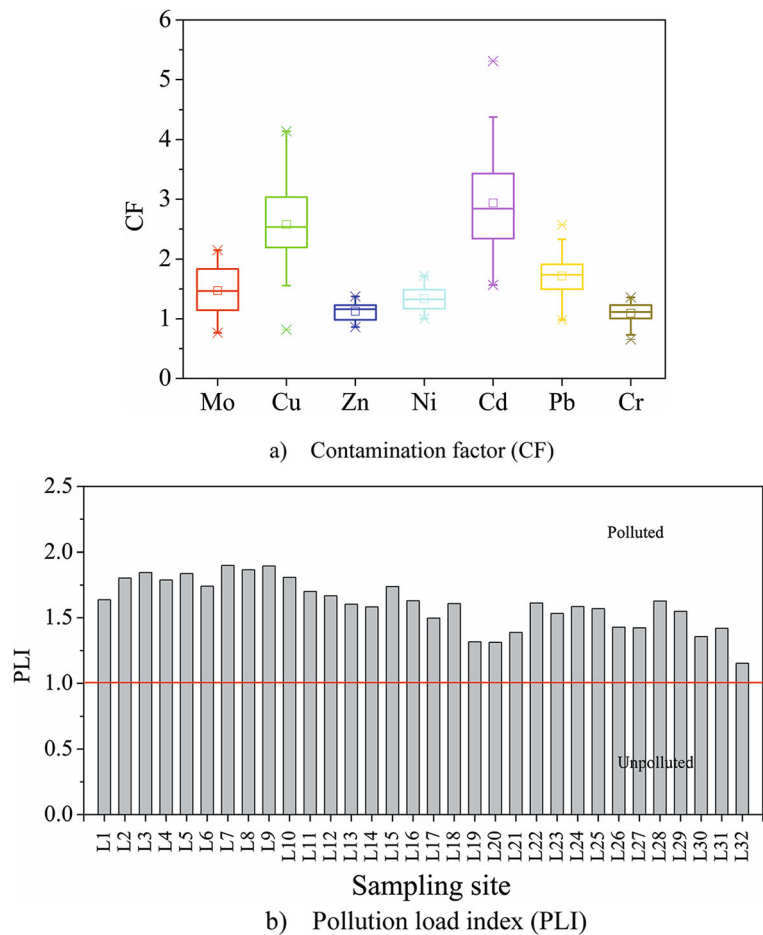 6
5
4
3
2
1
0
CF
Mo Cu Zn Ni Cd Pb Cr
a) Contamination factor (CF)
2.5
2.0
1.5
1.0
0.5
0.0
PLI
Polluted
Unpolluted
L1 L2 L3 L4 L5 L6 L7 L8 L9 L10 L11 L12 L13 L14 L15 L16 L17 L18 L19 L20 L21 L22 L23 L24 L25 L26 L27 L28 L29 L30 L31 L32
Sampling site
b) Pollution load index (PLI)